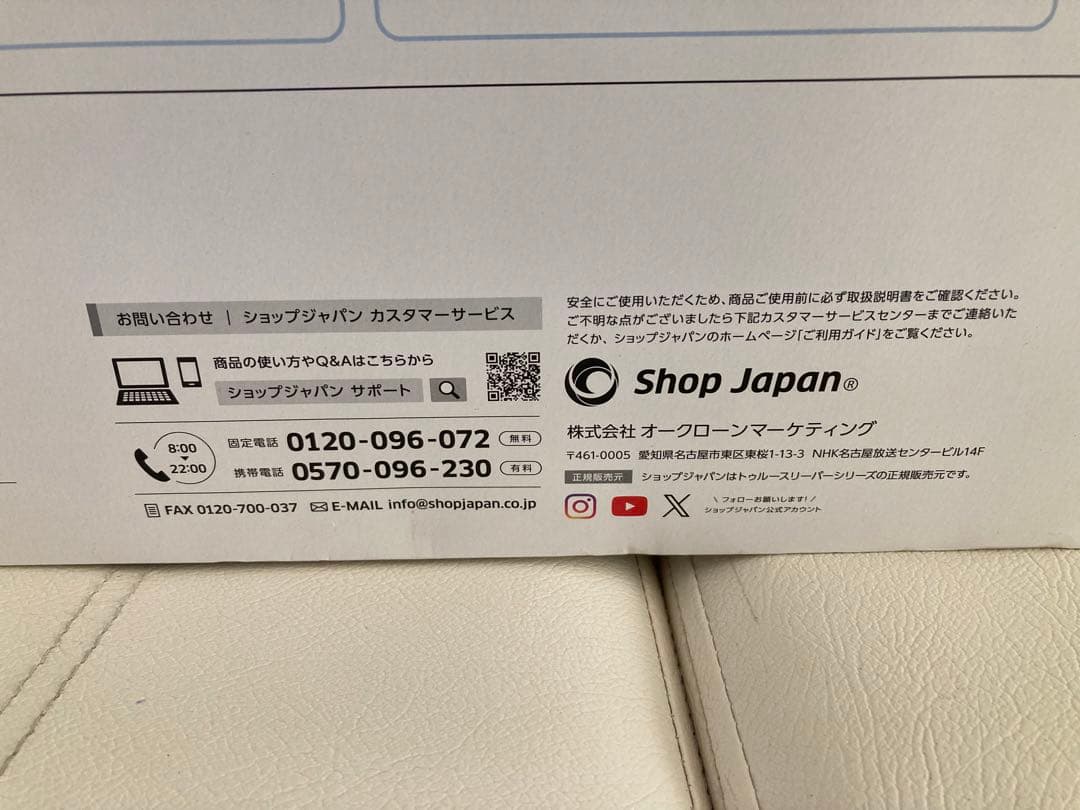 お問い合わせ | ショップジャパン カスタマーサービス
商品の使い方やQ&Aはこちらから
ショップジャパン サポート
8:00
22:00
固定電話 0120-096-072 無料
携帯電話 0570-096-230 有料
FAX 0120-700-037 E-MAIL info@shopjapan.co.jp
安全にご使用いただくため、商品ご使用前に必ず取扱説明書をご確認ください。
ご不明な点がございましたら下記カスタマーサービスセンターまでご連絡いた
だくか、ショップジャパンのホームページ「ご利用ガイド」をご覧ください。
Shop Japan®
株式会社 オークローンマーケティング
〒461-0005 愛知県名古屋市東区東桜1-13-3 NHK名古屋放送センタービル14F
正規販売元 ショップジャパンはトゥルースリーパーシリーズの正規販売元です。
\ フォローお願いします! /
ショップジャパン公式アカウント